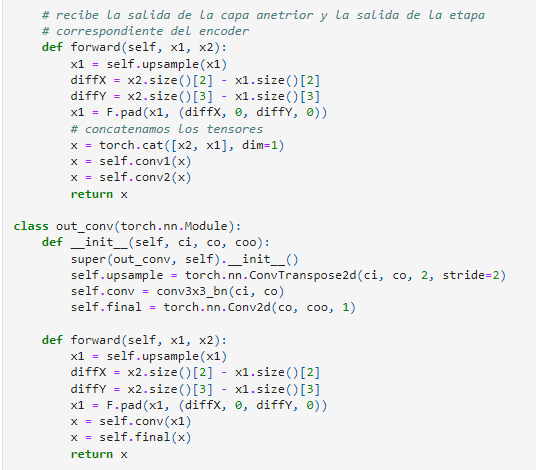 # recibe la salida de la capa anetrior y la salida de la etapa
# correspondiente del encoder
def forward(self, x1, x2):
x1 = self.upsample(x1)
diffX = x2.size()[2] - x1.size()[2]
diffY = x2.size()[3] - x1.size()[3]
x1 = F.pad(x1, (diffX, 0, diffY, 0))
# concatenamos los tensores
x = torch.cat([x2, x1], dim=1)
x = self.conv1(x)
x = self.conv2(x)
return x
class out_conv(torch.nn.Module):
def __init__(self, ci, co, coo):
super(out_conv, self).__init__()
self.upsample = torch.nn.ConvTranspose2d(ci, co, 2, stride=2)
self.conv = conv3x3_bn(ci, co)
self.final = torch.nn.Conv2d(co, coo, 1)
def forward(self, x1, x2):
x1 = self.upsample(x1)
diffX = x2.size()[2] - x1.size()[2]
diffY = x2.size()[3] - x1.size()[3]
x1 = F.pad(x1, (diffX, 0, diffY, 0))
x = self.conv(x1)
x = self.final(x)
return x